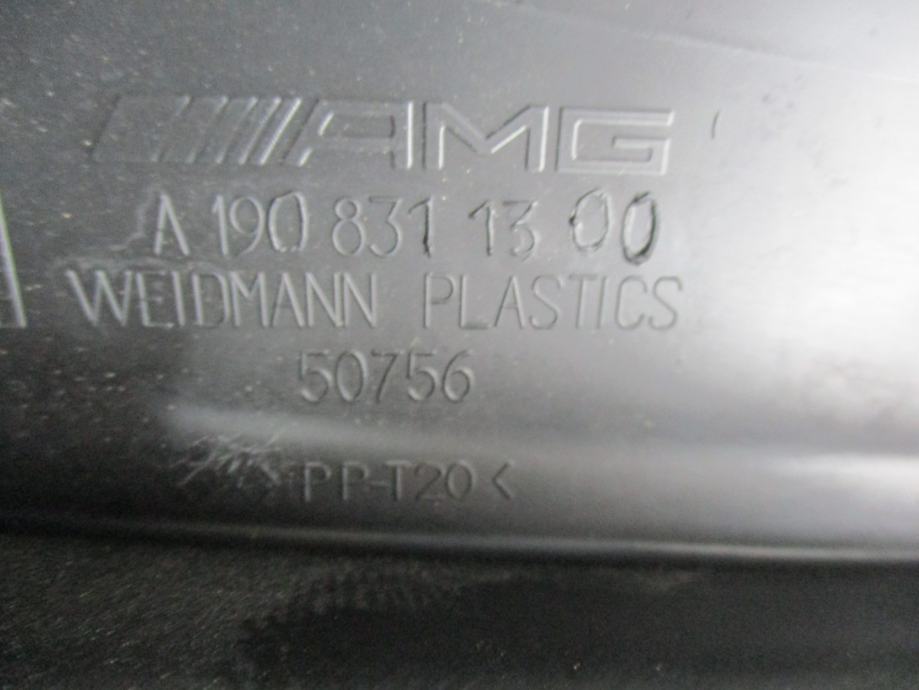 AMG
A 190 831 13 00
WEIDMANN PLASTICS
50756
PP-T20<